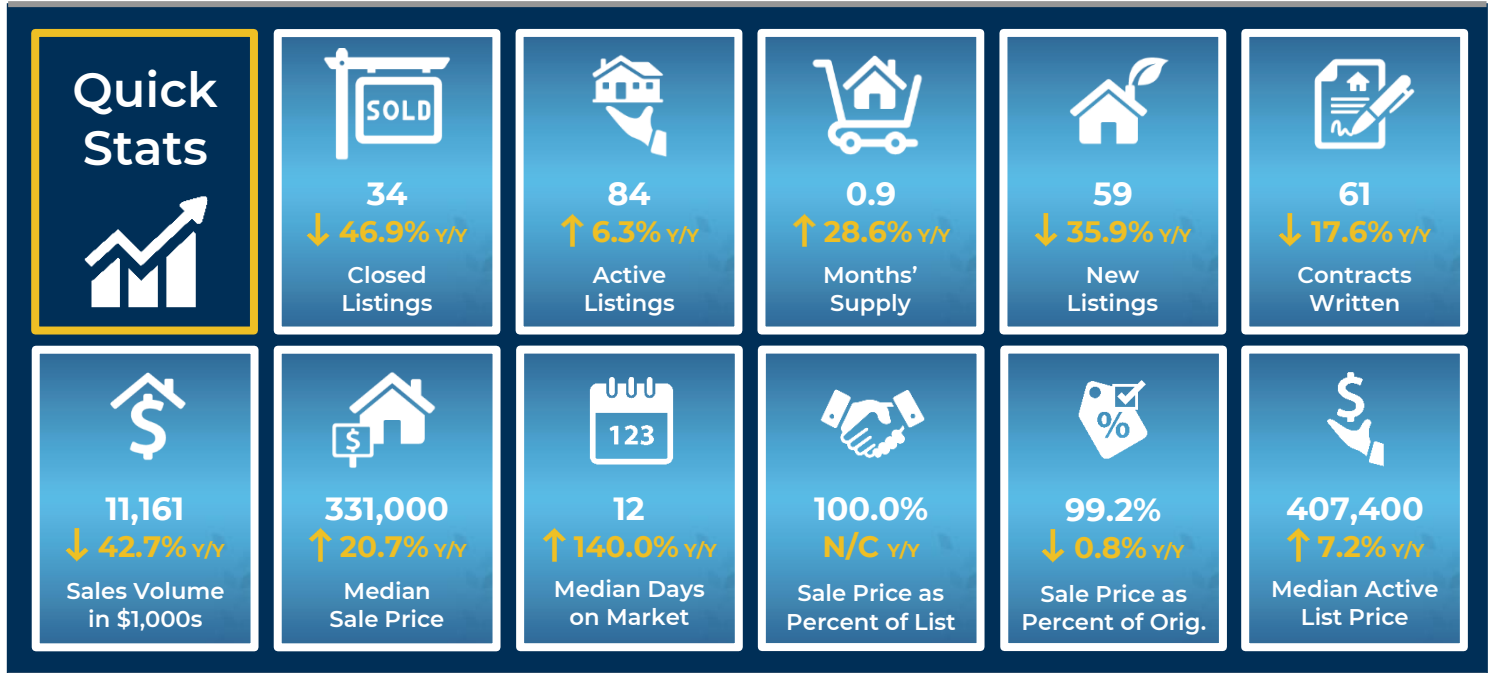 Quick
Stats
SOLD
34
↓ 46.9% Y/Y
Closed
Listings
84
↑ 6.3% Y/Y
Active
Listings
0.9
↑ 28.6% Y/Y
Months’
Supply
59
↓ 35.9% Y/Y
New
Listings
61
↓ 17.6% Y/Y
Contracts
Written
$
11,161
↓ 42.7% Y/Y
Sales Volume
in $1,000s
$
331,000
↑ 20.7% Y/Y
Median
Sale Price
123
12
↑ 140.0% Y/Y
Median Days
on Market
100.0%
N/C Y/Y
Sale Price as
Percent of List
%
99.2%
↓ 0.8% Y/Y
Sale Price as
Percent of Orig.
$
407,400
↑ 7.2% Y/Y
Median Active
List Price